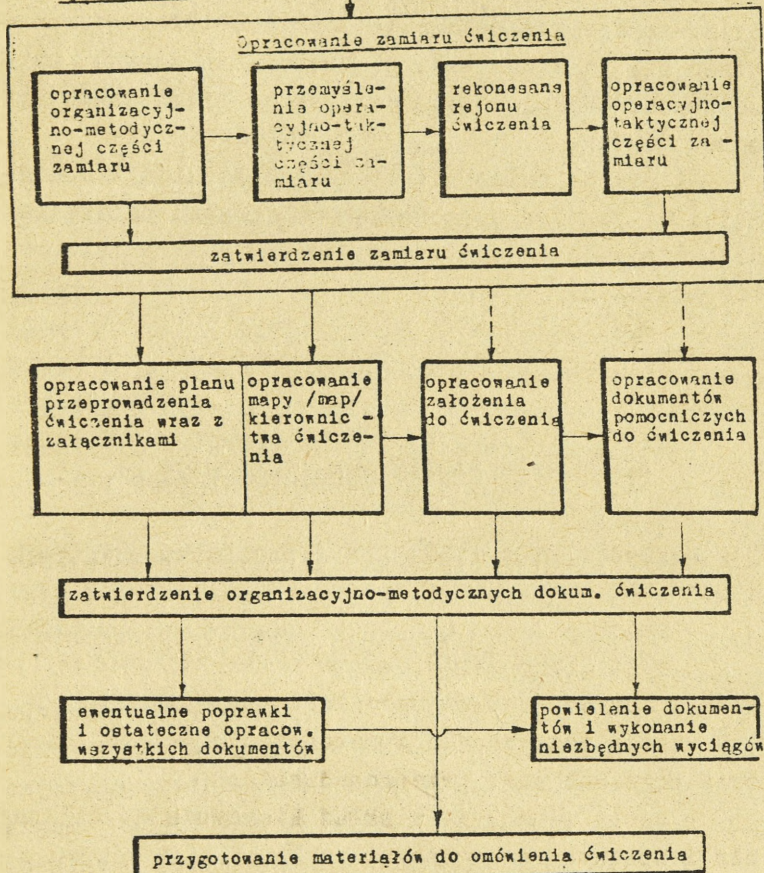 Opracowanie zamiaru ćwiczenia
opracowanie
organizacyj-
no-metodycz-
nej części
zamiaru
przemyśle-
nie opera-
cyjno-tak-
tycznej
części za-
miaru
rekonesans
rejonu
ćwiczenia
opracowanie
operacyjno-
taktycznej
części za -
miaru
zatwierdzenie zamiaru ćwiczenia
opracowanie planu
przeprowadzenia
ćwiczenia wraz z
załącznikami
opracowanie
mapy /map/
kierownic -
twa ćwicze-
nia
opracowanie
założenia
do ćwiczenia
opracowanie
dokumentów
pomocniczych
do ćwiczenia
zatwierdzenie organizacyjno-metodycznych dokum. ćwiczenia
ewentualne poprawki
i ostateczne opracow.
wszystkich dokumentów
powielenie dokumen-
tów i wykonanie
niezbędnych wyciągów
przygotowanie materiałów do omówienia ćwiczenia